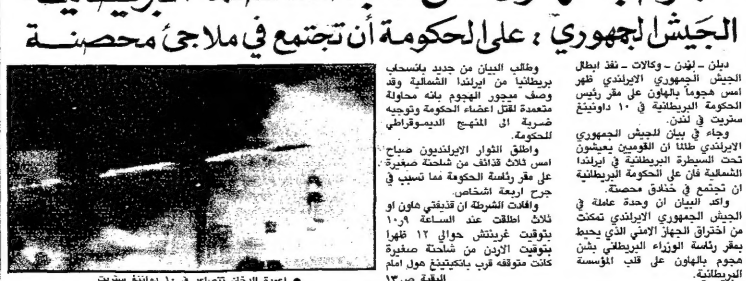 الجيش الجمهوري : على الحكومة أن تجتمع في ملاجئ محصنة
دبلن - لندن - وكالات - نفذ ابطال
الجيش الجمهوري الايرلندي ظهر
امس هجوما بالهاون على مقر رئيس
الحكومة البريطانية في ١٠ داونينغ
ستريت في لندن.
وجاء في بيان للجيش الجمهوري
الايرلندي طالما ان القوميين يعيشون
تحت السيطرة البريطانية في ايرلندا
الشمالية فان على الحكومة البريطانية
ان تجتمع في خنادق محصنة.
واكد البيان ان وحدة عاملة في
الجيش الجمهوري الايرلندي تمكنت
من اختراق الجهاز الامني الذي يحيط
بمقر رئاسة الوزراء البريطاني بشن
هجوم بالهاون على قلب المؤسسة
البريطانية.
وطالب البيان من جديد بانسحاب
بريطانيا من ايرلندا الشمالية وقد
وصف ميجور الهجوم بانه محاولة
متعمدة لقتل اعضاء الحكومة وتوجيه
ضربة الى المنهج الديموقراطي
للحكومة.
واطلق الثوار الايرلنديون صباح
امس ثلاث قذائف من شاحنة صغيرة
على مقر رئاسة الحكومة مما تسبب في
جرح اربعة اشخاص.
وافادت الشرطة ان قذيفتي هاون او
ثلاث اطلقت عند الساعة ٩ر١٠
بتوقيت غرينتش حوالي ١٢ ظهرا
بتوقيت الاردن من شاحنة صغيرة
كانت متوقفة قرب بانكيتينغ هول امام
البقية ص ١٣
الدخان تتصاعد في ١٠ داوننغ ستريت